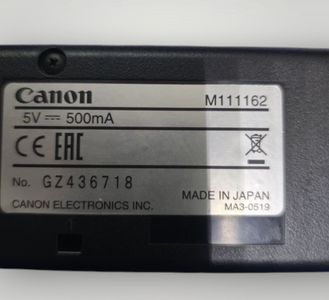 Canon M111162
5V ⎓ 500mA
CE EAC
No. GZ436718
MADE IN JAPAN
CANON ELECTRONICS INC. MA3-0519